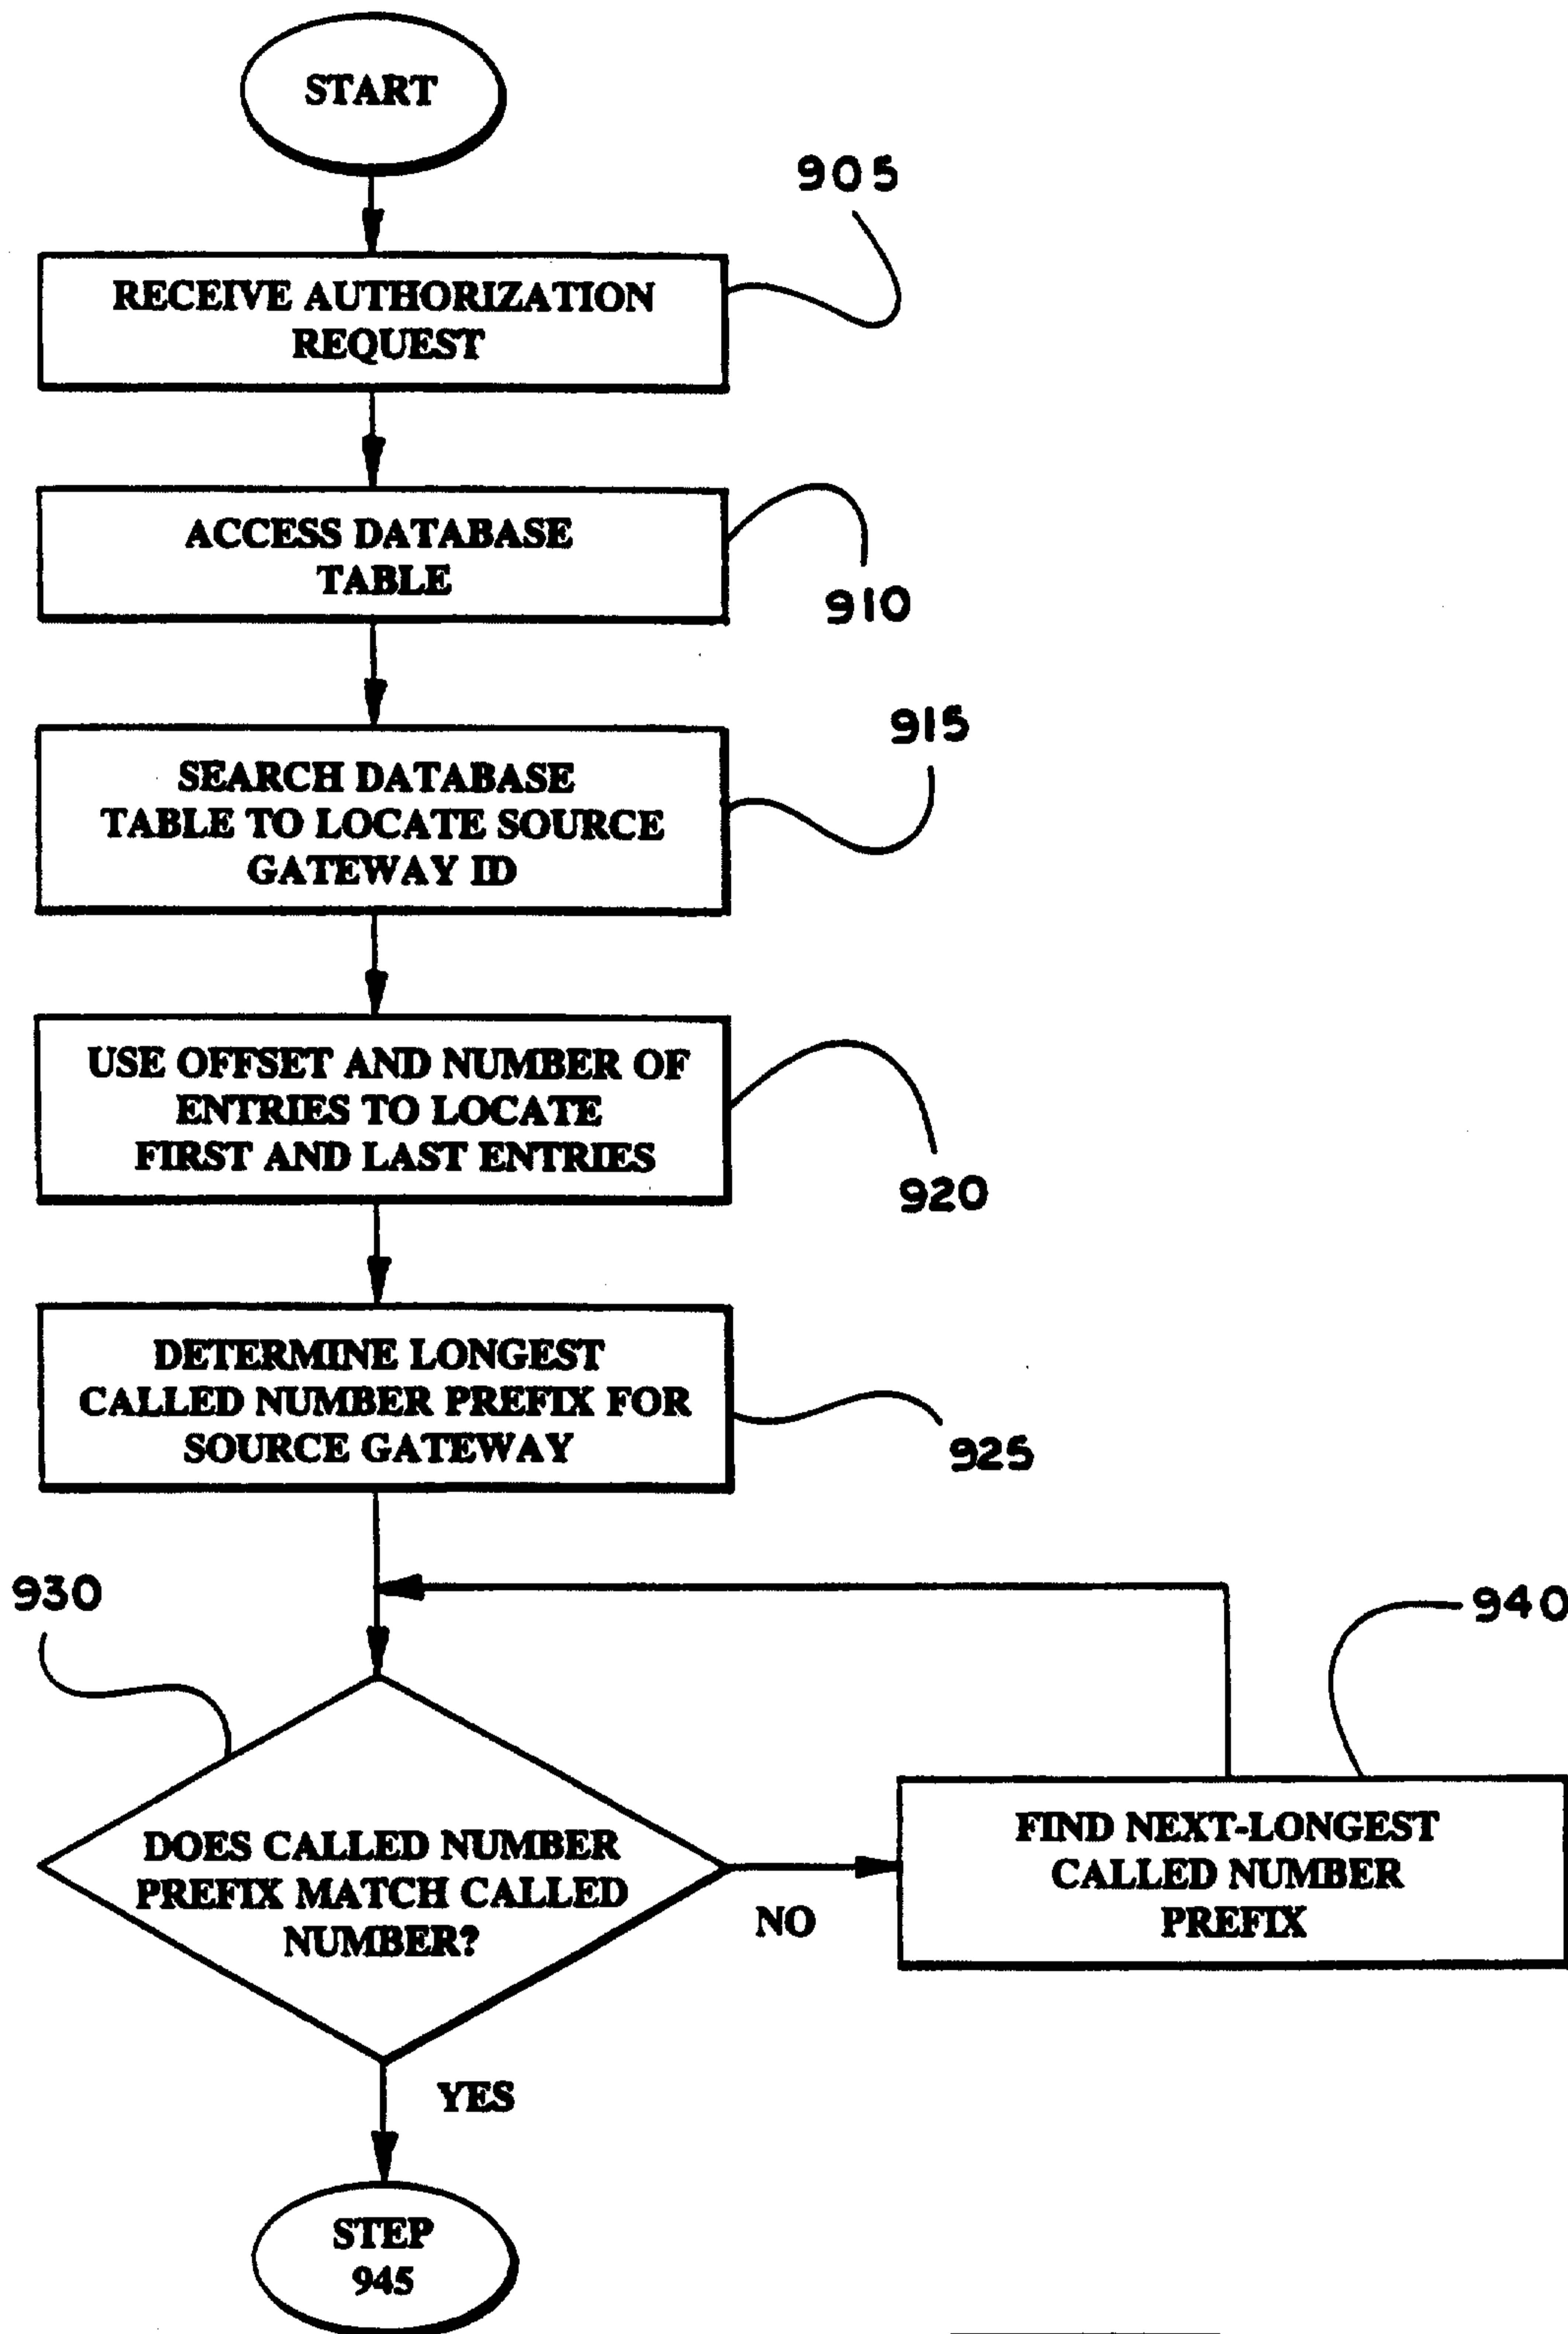 START
905
RECEIVE AUTHORIZATION
REQUEST
ACCESS DATABASE
TABLE
910
915
SEARCH DATABASE
TABLE TO LOCATE SOURCE
GATEWAY ID
USE OFFSET AND NUMBER OF
ENTRIES TO LOCATE
FIRST AND LAST ENTRIES
920
DETERMINE LONGEST
CALLED NUMBER PREFIX FOR
SOURCE GATEWAY
925
930
940
DOES CALLED NUMBER
PREFIX MATCH CALLED
NUMBER?
NO
FIND NEXT-LONGEST
CALLED NUMBER
PREFIX
YES
STEP
945